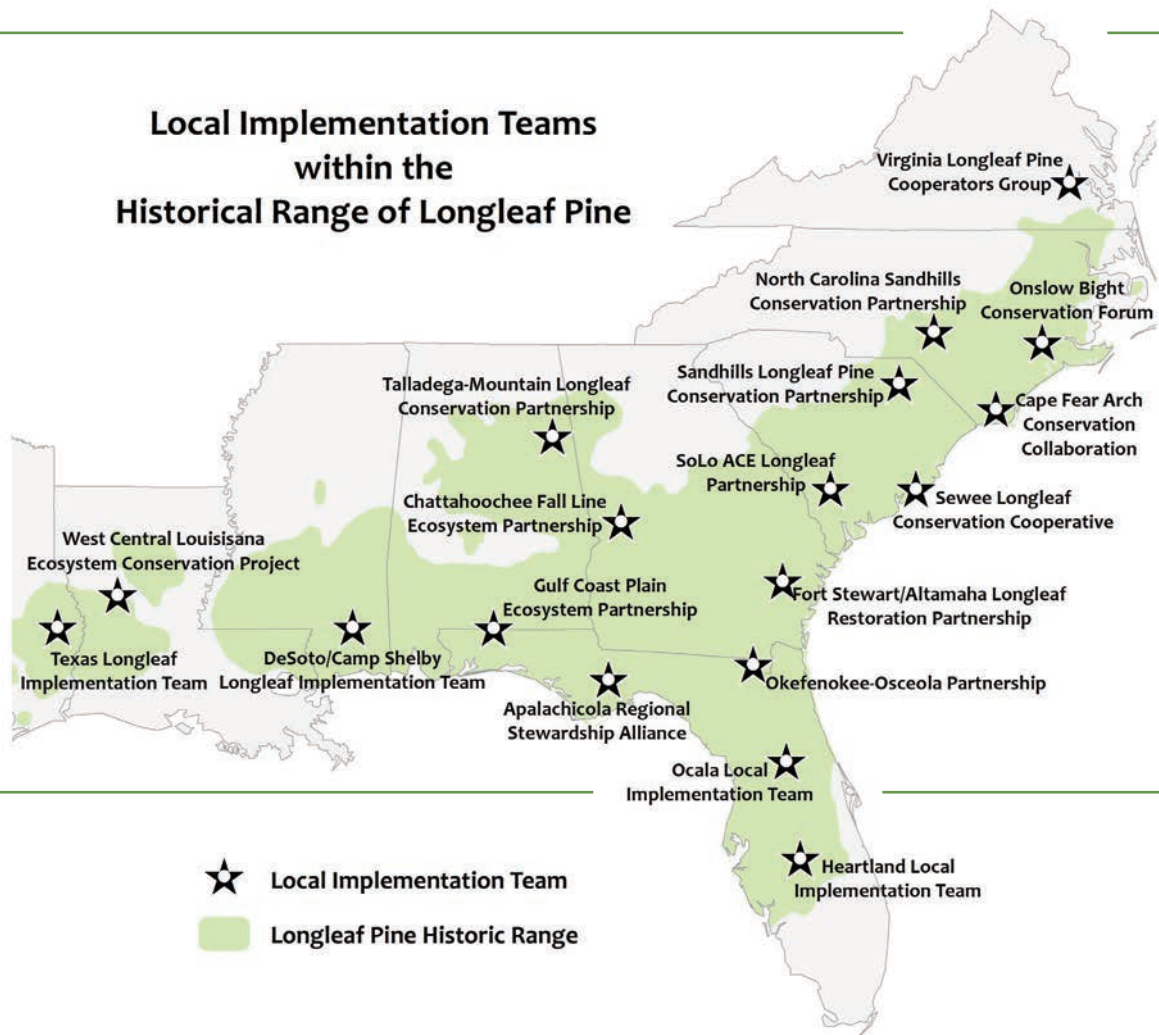 Local Implementation Teams
within the
Historical Range of Longleaf Pine
Virginia Longleaf Pine
Cooperators Group
North Carolina Sandhills
Conservation Partnership
Onslow Bight
Conservation Forum
Talladega-Mountain Longleaf
Conservation Partnership
Sandhills Longleaf Pine
Conservation Partnership
Cape Fear Arch
Conservation
Collaboration
SoLo ACE Longleaf
Partnership
Sewee Longleaf
Conservation Cooperative
Chattahoochee Fall Line
Ecosystem Partnership
West Central Louisisana
Ecosystem Conservation Project
Gulf Coast Plain
Ecosystem Partnership
Fort Stewart/Altamaha Longleaf
Restoration Partnership
Texas Longleaf
Implementation Team
DeSoto/Camp Shelby
Longleaf Implementation Team
Okefenokee-Osceola Partnership
Apalachicola Regional
Stewardship Alliance
Ocala Local
Implementation Team
Heartland Local
Implementation Team
Local Implementation Team
Longleaf Pine Historic Range